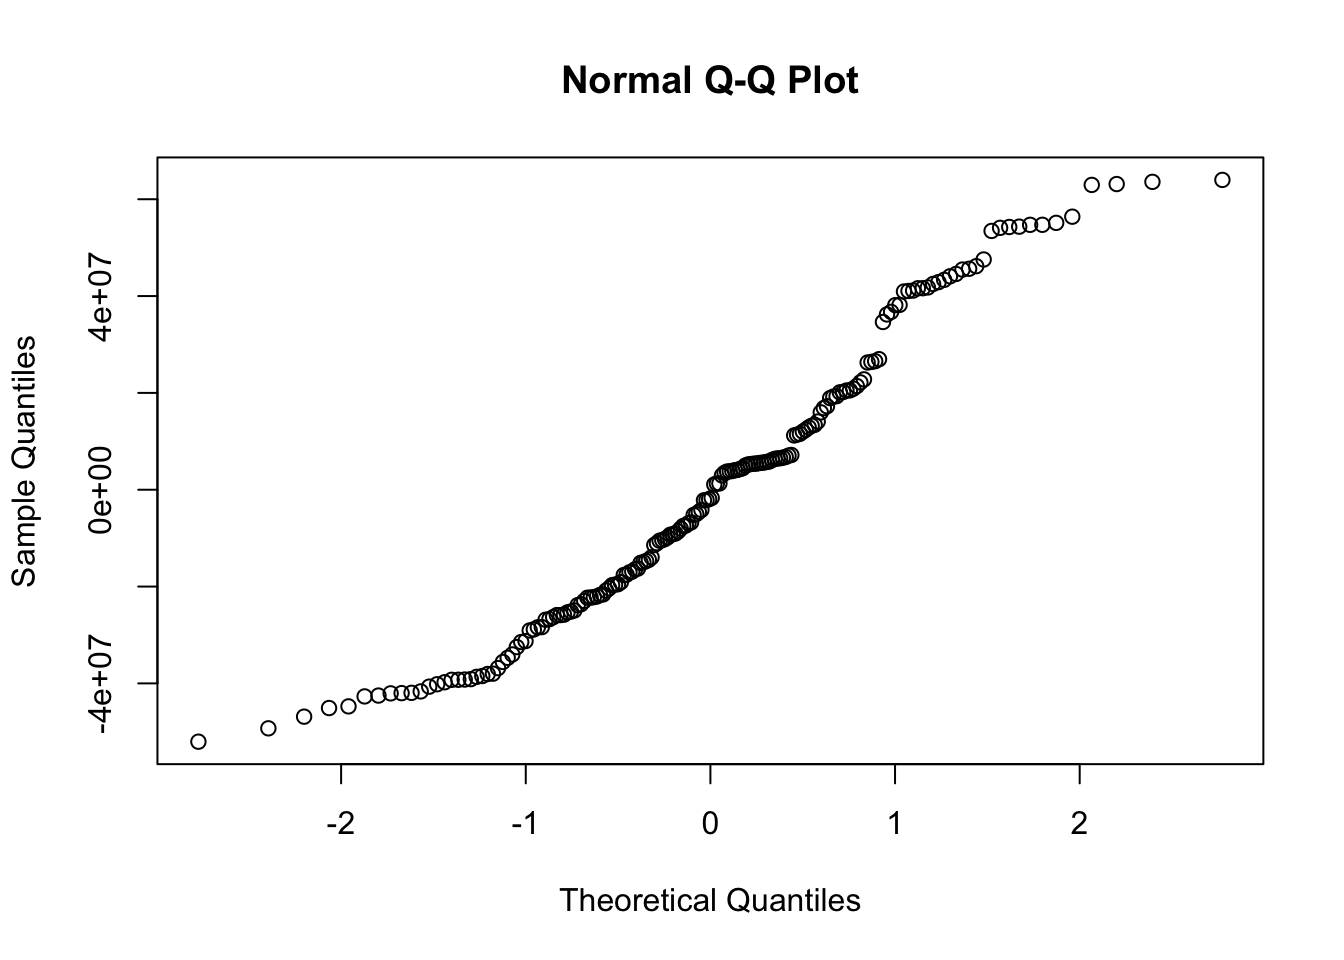 Normal Q-Q Plot
Sample Quantiles
4e+07
0e+00
-4e+07
-2 -1 0 1 2
Theoretical Quantiles